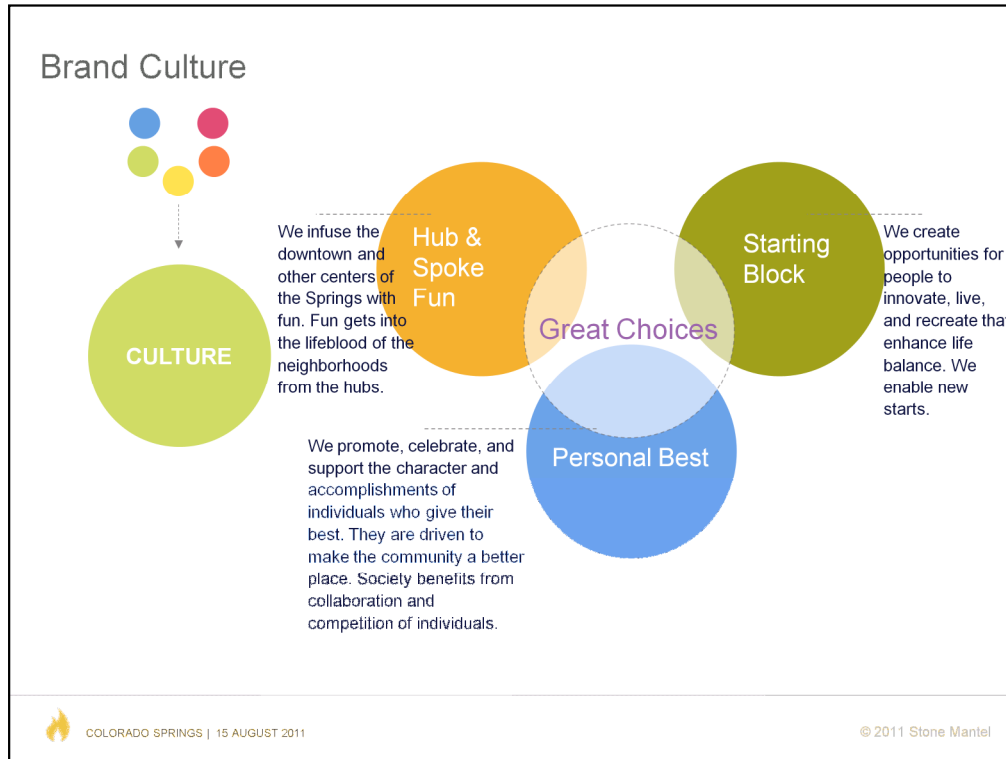 Brand Culture
CULTURE
We infuse the
downtown and
other centers of
the Springs with
fun. Fun gets into
the lifeblood of the
neighborhoods
from the hubs.
Hub &
Spoke
Fun
Great Choices
Starting
Block
We create
opportunities for
people to
innovate, live,
and recreate that
enhance life
balance. We
enable new
starts.
Personal Best
We promote, celebrate, and
support the character and
accomplishments of
individuals who give their
best. They are driven to
make the community a better
place. Society benefits from
collaboration and
competition of individuals.
COLORADO SPRINGS | 15 AUGUST 2011
© 2011 Stone Mantel